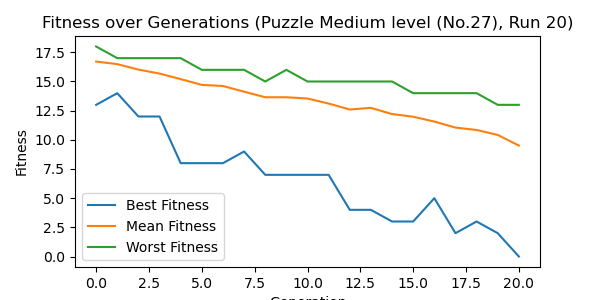 Fitness over Generations (Puzzle Medium level (No.27), Run 20)
17.5
15.0
12.5
10.0
7.5
5.0
2.5
0.0
Fitness
Best Fitness
Mean Fitness
Worst Fitness
0.0 2.5 5.0 7.5 10.0 12.5 15.0 17.5 20.0
Generation